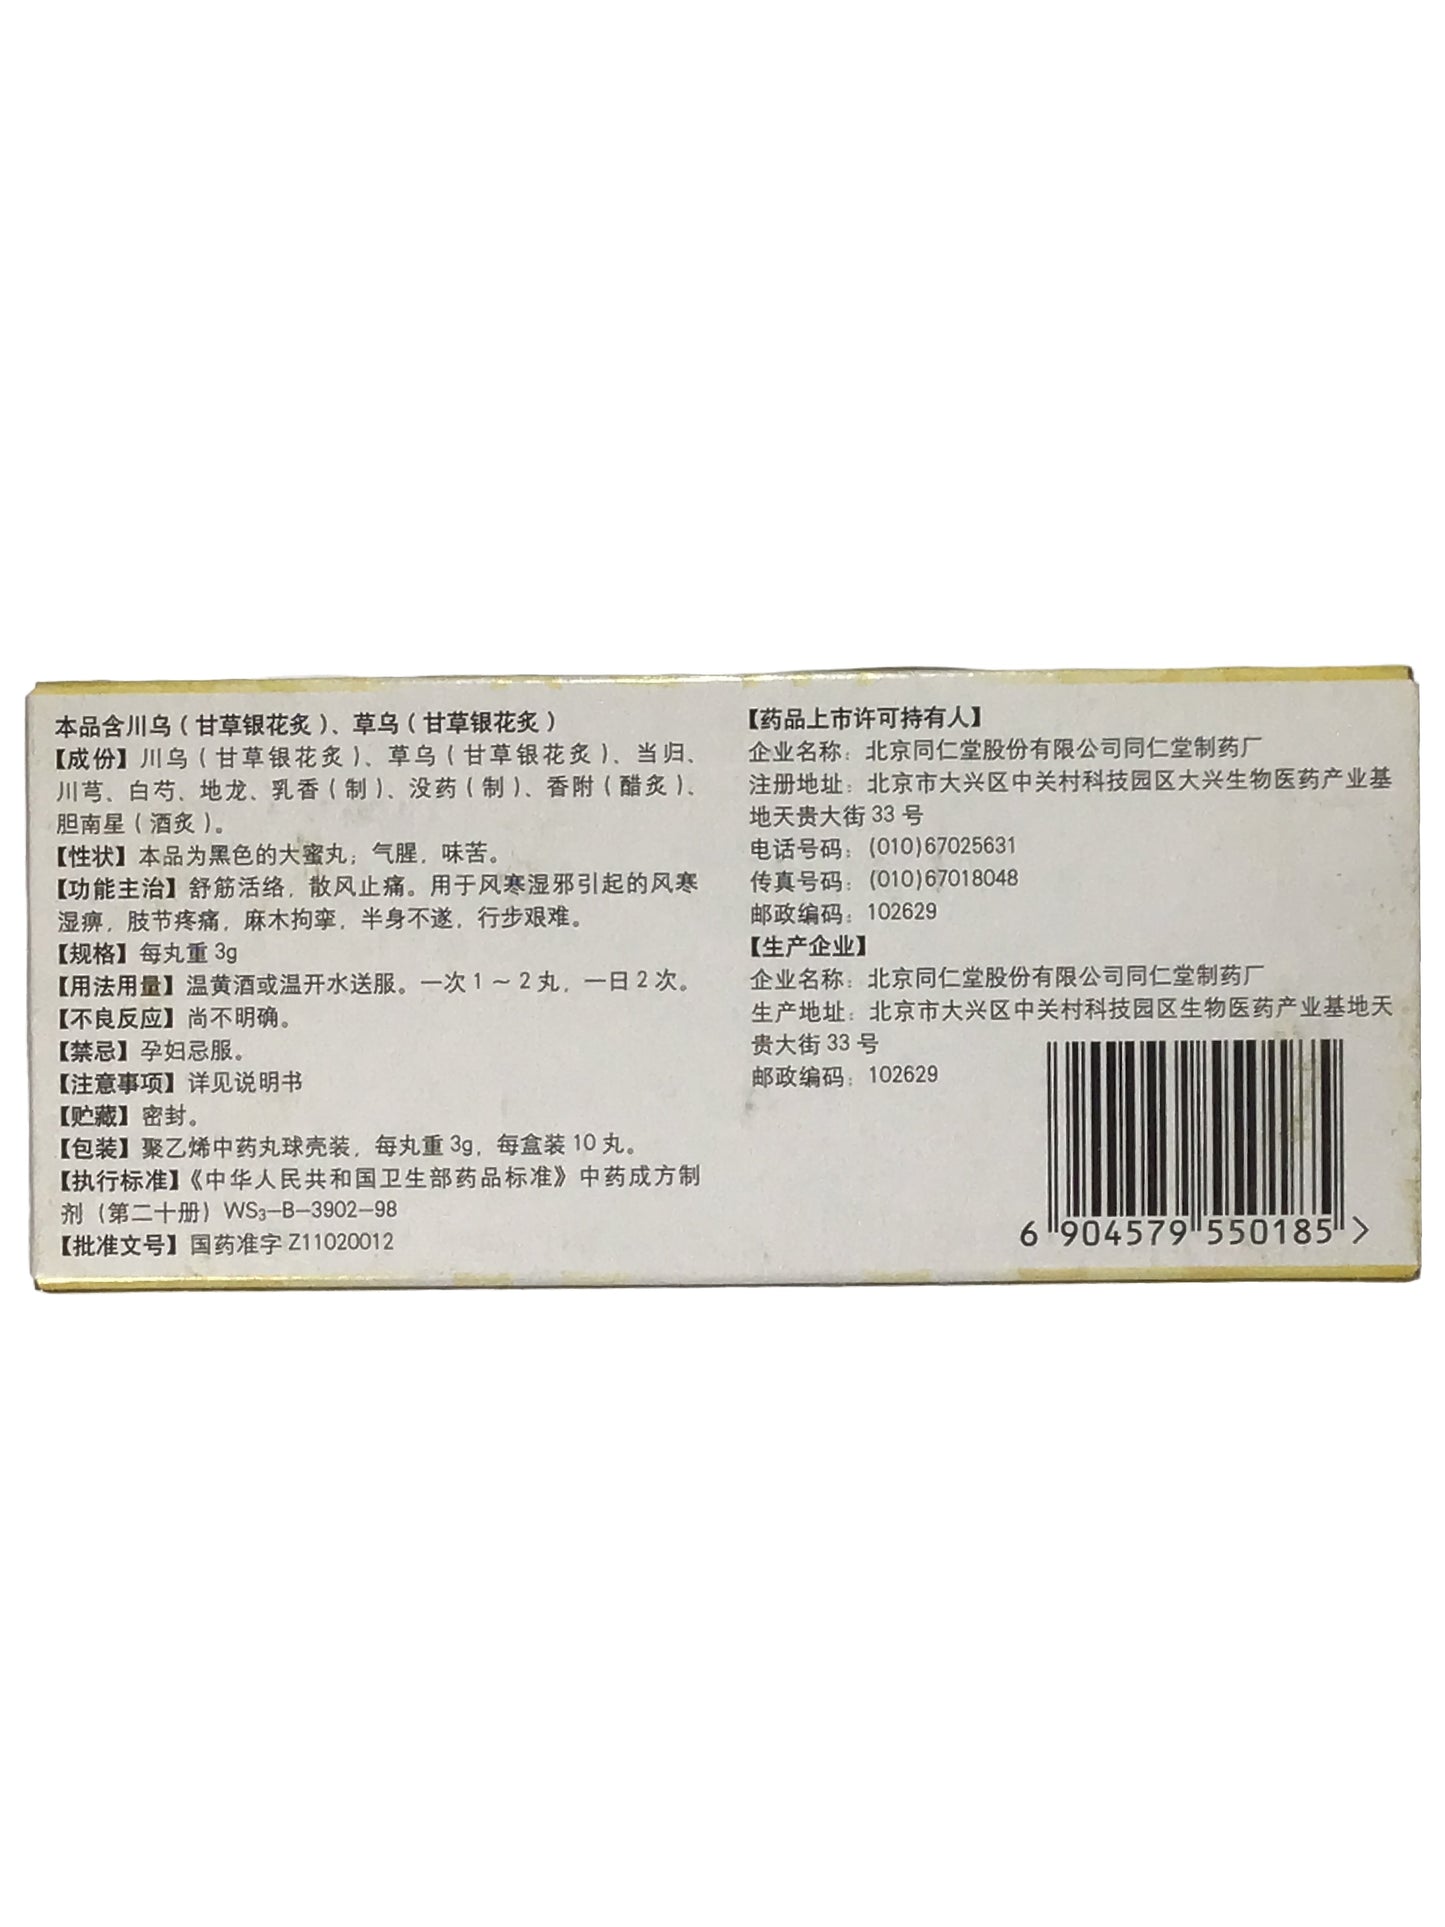 本品含川乌（甘草银花炙）、草乌（甘草银花炙）
【成份】川乌（甘草银花炙）、草乌（甘草银花炙）、当归、
川芎、白芍、地龙、乳香（制）、没药（制）、香附（醋炙）、
胆南星（酒炙）。
【性状】本品为黑色的大蜜丸；气腥，味苦。
【功能主治】舒筋活络，散风止痛。用于风寒湿邪引起的风寒
湿痹，肢节疼痛，麻木拘挛，半身不遂，行步艰难。
【规格】每丸重 3g
【用法用量】温黄酒或温开水送服。一次 1 ～ 2 丸，一日 2 次。
【不良反应】尚不明确。
【禁忌】孕妇忌服。
【注意事项】详见说明书
【贮藏】密封。
【包装】聚乙烯中药丸球壳装，每丸重 3g，每盒装 10 丸。
【执行标准】《中华人民共和国卫生部药品标准》中药成方制
剂（第二十册）WS₃—B—3902—98
【批准文号】国药准字 Z11020012
【药品上市许可持有人】
企业名称：北京同仁堂股份有限公司同仁堂制药厂
注册地址：北京市大兴区中关村科技园区大兴生物医药产业基
地天贵大街 33 号
电话号码：(010)67025631
传真号码：(010)67018048
邮政编码：102629
【生产企业】
企业名称：北京同仁堂股份有限公司同仁堂制药厂
生产地址：北京市大兴区中关村科技园区生物医药产业基地天
贵大街 33 号
邮政编码：102629
6 904579 550185 >